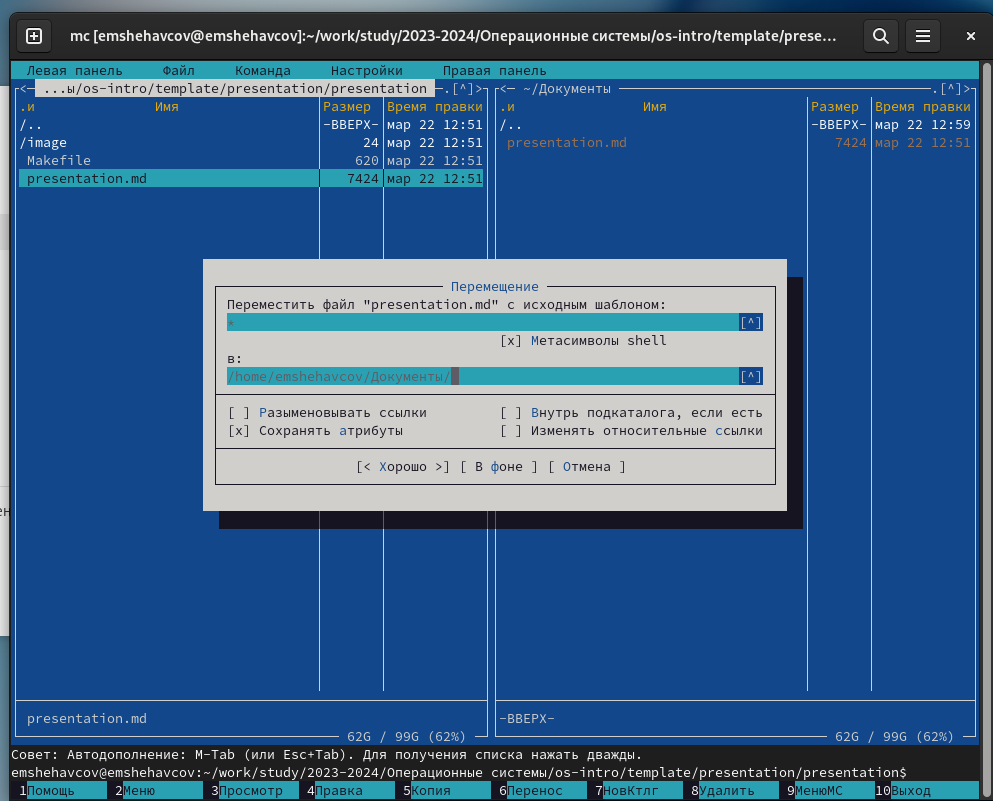 mc [emshehavcov@emshehavcov]:~/work/study/2023-2024/Операционные системы/os-intro/template/prese…
Левая панель Файл Команда Настройки Правая панель
<─ ...ы/os-intro/template/presentation/presentation ─.[^]> <─ ~/Документы ─.[^]>
.и Имя Размер Время правки .и Имя Размер Время правки
/.. -ВВЕРХ- мар 22 12:51 /.. -ВВЕРХ- мар 22 12:59
/image 24 мар 22 12:51 presentation.md 7424 мар 22 12:51
Makefile 620 мар 22 12:51
presentation.md 7424 мар 22 12:51
Перемещение
Переместить файл "presentation.md" с исходным шаблоном:
* [^]
[x] Метасимволы shell
в:
/home/emshehavcov/Документы/ [^]
[ ] Разыменовывать ссылки [ ] Внутрь подкаталога, если есть
[x] Сохранять атрибуты [ ] Изменять относительные ссылки
[< Хорошо >] [ В фоне ] [ Отмена ]
presentation.md -ВВЕРХ-
62G / 99G (62%) 62G / 99G (62%)
Совет: Автодополнение: M-Tab (или Esc+Tab). Для получения списка нажать дважды.
emshehavcov@emshehavcov:~/work/study/2023-2024/Операционные системы/os-intro/template/presentation/presentation$
1Помощь 2Меню 3Просмотр 4Правка 5Копия 6Перенос 7НовКтлг 8Удалить 9МенюМС 10Выход